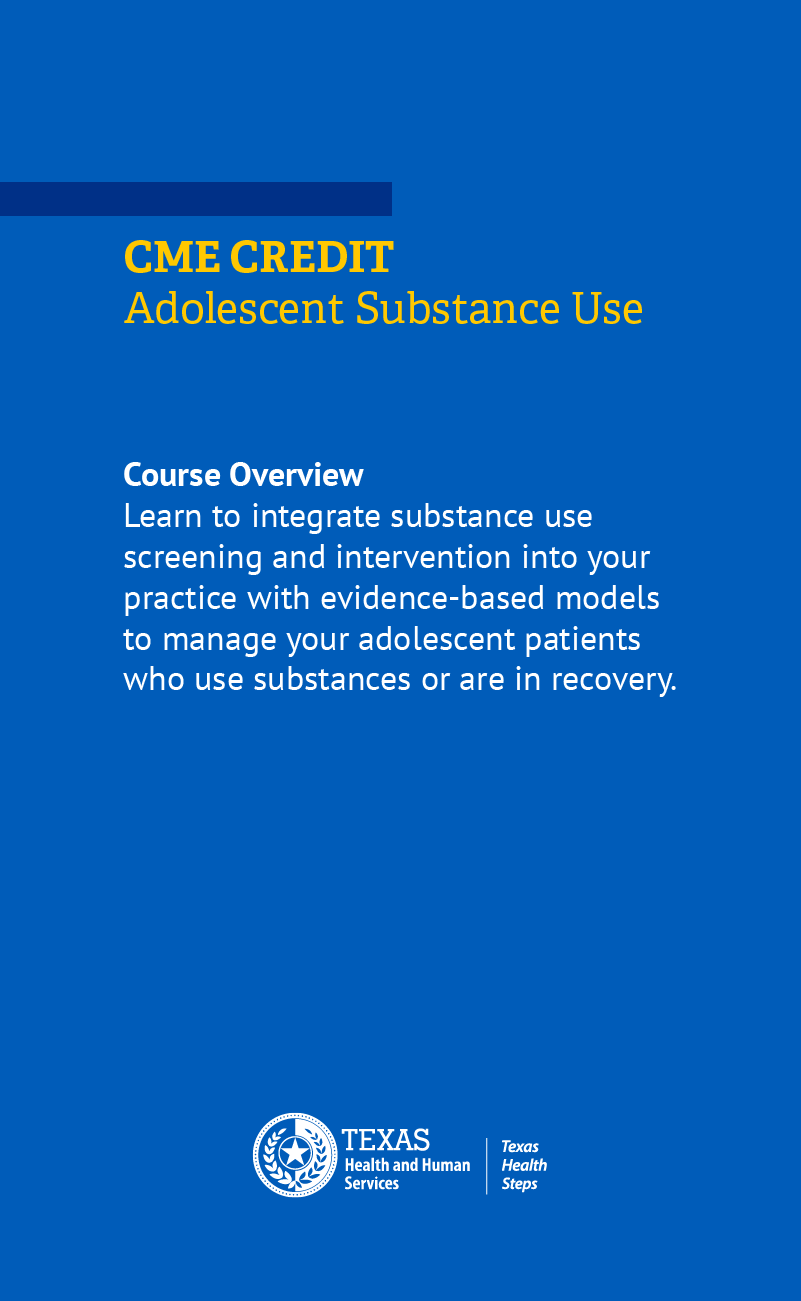 CME CREDIT
Adolescent Substance Use
Course Overview
Learn to integrate substance use
screening and intervention into your
practice with evidence-based models
to manage your adolescent patients
who use substances or are in recovery.
TEXAS
Health and Human
Services
Texas
Health
Steps